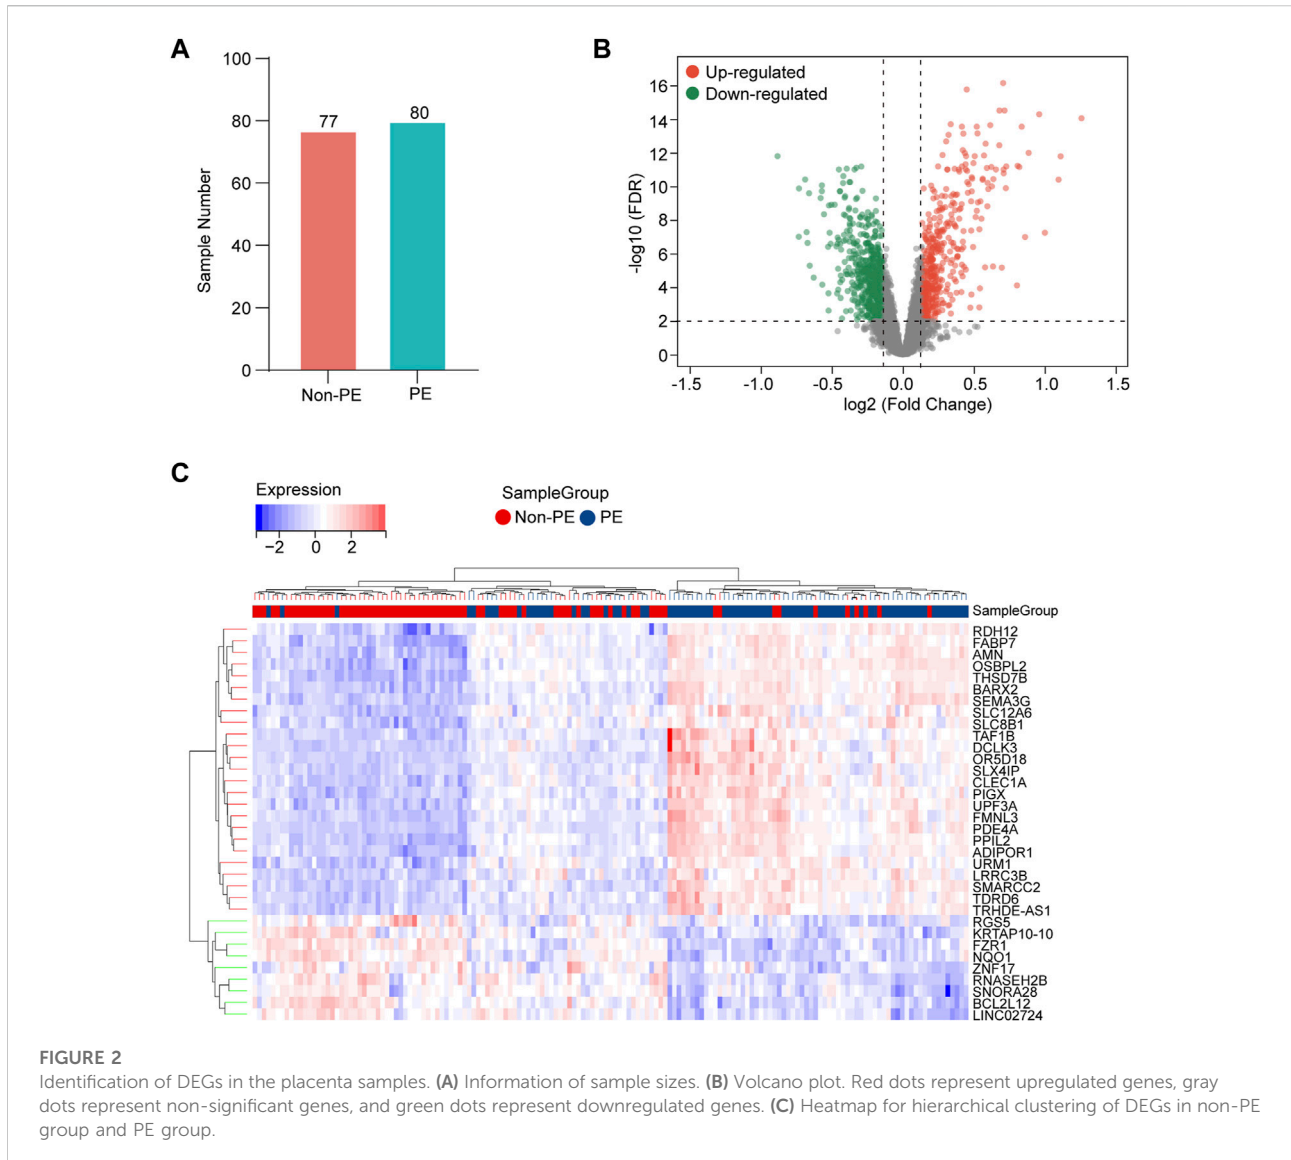 A
100
80
60
40
20
0
Sample Number
77
80
Non-PE
PE
B
Up-regulated
Down-regulated
16
14
12
10
8
6
4
2
0
-log10 (FDR)
-1.5 -1.0 -0.5 0.0 0.5 1.0 1.5
log2 (Fold Change)
C
Expression
−2 0 2
SampleGroup
Non-PE PE
SampleGroup
RDH12
FABP7
AMN
OSBPL2
THSD7B
BARX2
SEMA3G
SLC12A6
SLC8B1
TAF1B
DCLK3
OR5D18
SLX4IP
CLEC1A
PIGX
UPF3A
FMNL3
PDE4A
PPIL2
ADIPOR1
URM1
LRRC3B
SMARCC2
TDRD6
TRHDE-AS1
RGS5
KRTAP10-10
FZR1
NQO1
ZNF17
RNASEH2B
SNORA28
BCL2L12
LINC02724
FIGURE 2
Identification of DEGs in the placenta samples. (A) Information of sample sizes. (B) Volcano plot. Red dots represent upregulated genes, gray
dots represent non-significant genes, and green dots represent downregulated genes. (C) Heatmap for hierarchical clustering of DEGs in non-PE
group and PE group.